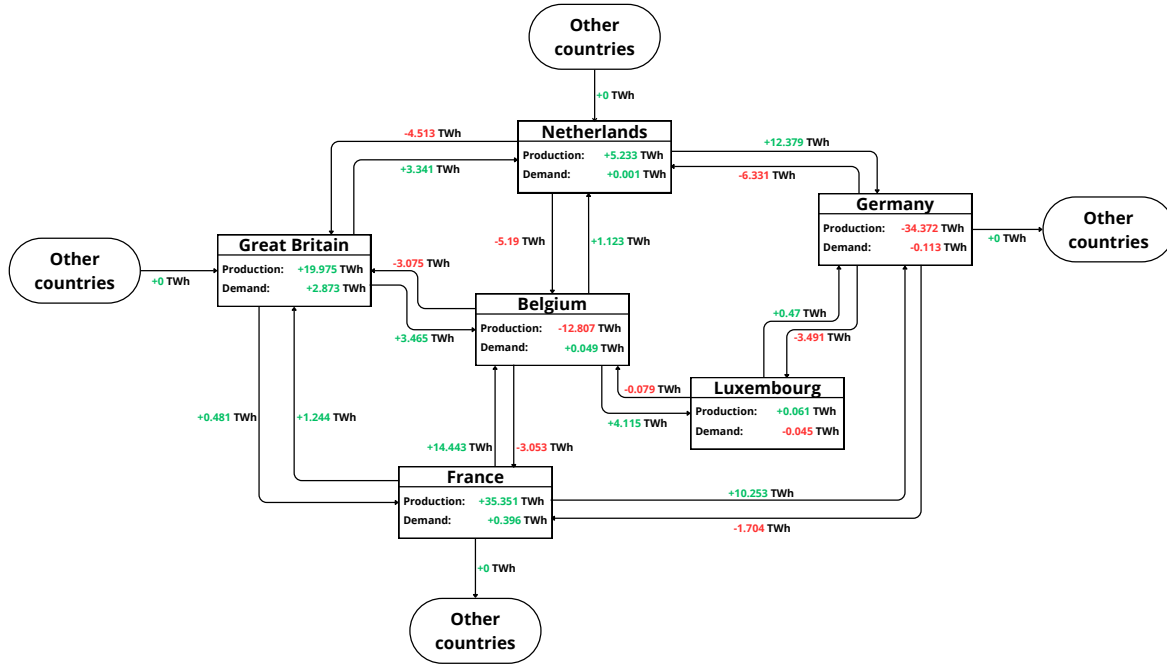 Other
countries
+0 TWh
-4.513 TWh
+3.341 TWh
Netherlands
Production: +5.233 TWh
Demand: +0.001 TWh
+12.379 TWh
-6.331 TWh
Germany
Production: -34.372 TWh
Demand: -0.113 TWh
+0 TWh
Other
countries
Other
countries
+0 TWh
Great Britain
Production: +19.975 TWh
Demand: +2.873 TWh
-5.19 TWh
+1.123 TWh
-3.075 TWh
+3.465 TWh
Belgium
Production: -12.807 TWh
Demand: +0.049 TWh
+0.47 TWh
-3.491 TWh
-0.079 TWh
+4.115 TWh
Luxembourg
Production: +0.061 TWh
Demand: -0.045 TWh
+0.481 TWh
+1.244 TWh
+14.443 TWh
-3.053 TWh
France
Production: +35.351 TWh
Demand: +0.396 TWh
+10.253 TWh
-1.704 TWh
+0 TWh
Other
countries